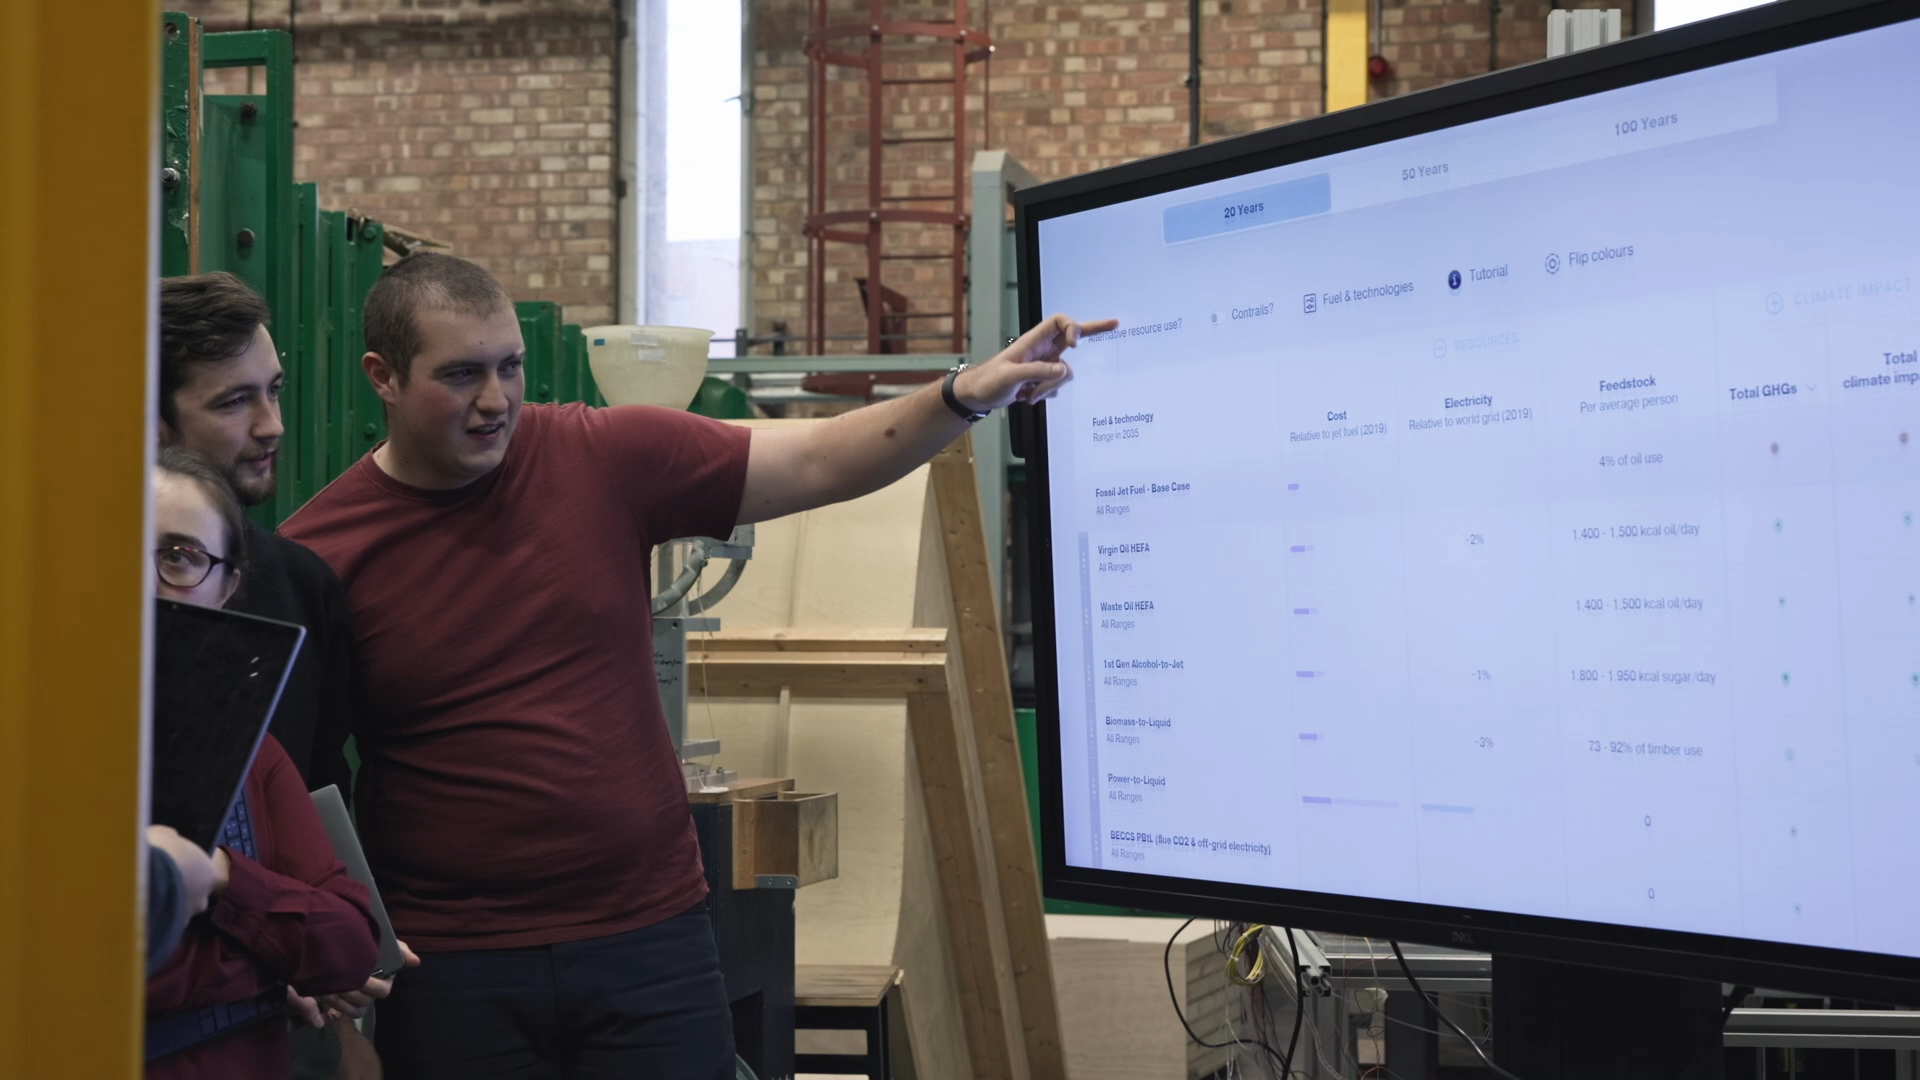 20 Years
50 Years
100 Years
Alternative resource use?
Contrails?
Fuel & technologies
Tutorial
Flip colours
RESOURCES
CLIMATE IMPACT
Fuel & technology
Range in 2035
Cost
Relative to jet fuel (2019)
Electricity
Relative to world grid (2019)
Feedstock
Per average person
Total GHGs
Total
climate imp
Fossil Jet Fuel - Base Case
All Ranges
4% of oil use
Virgin Oil HEFA
All Ranges
~2%
1,400 - 1,500 kcal oil/day
Waste Oil HEFA
All Ranges
1,400 - 1,500 kcal oil/day
1st Gen Alcohol-to-Jet
All Ranges
~1%
1,800 - 1,950 kcal sugar/day
Biomass-to-Liquid
All Ranges
~3%
73 - 92% of timber use
Power-to-Liquid
All Ranges
0
BECCS PBtL (flue CO2 & off-grid electricity)
All Ranges
0
DELL